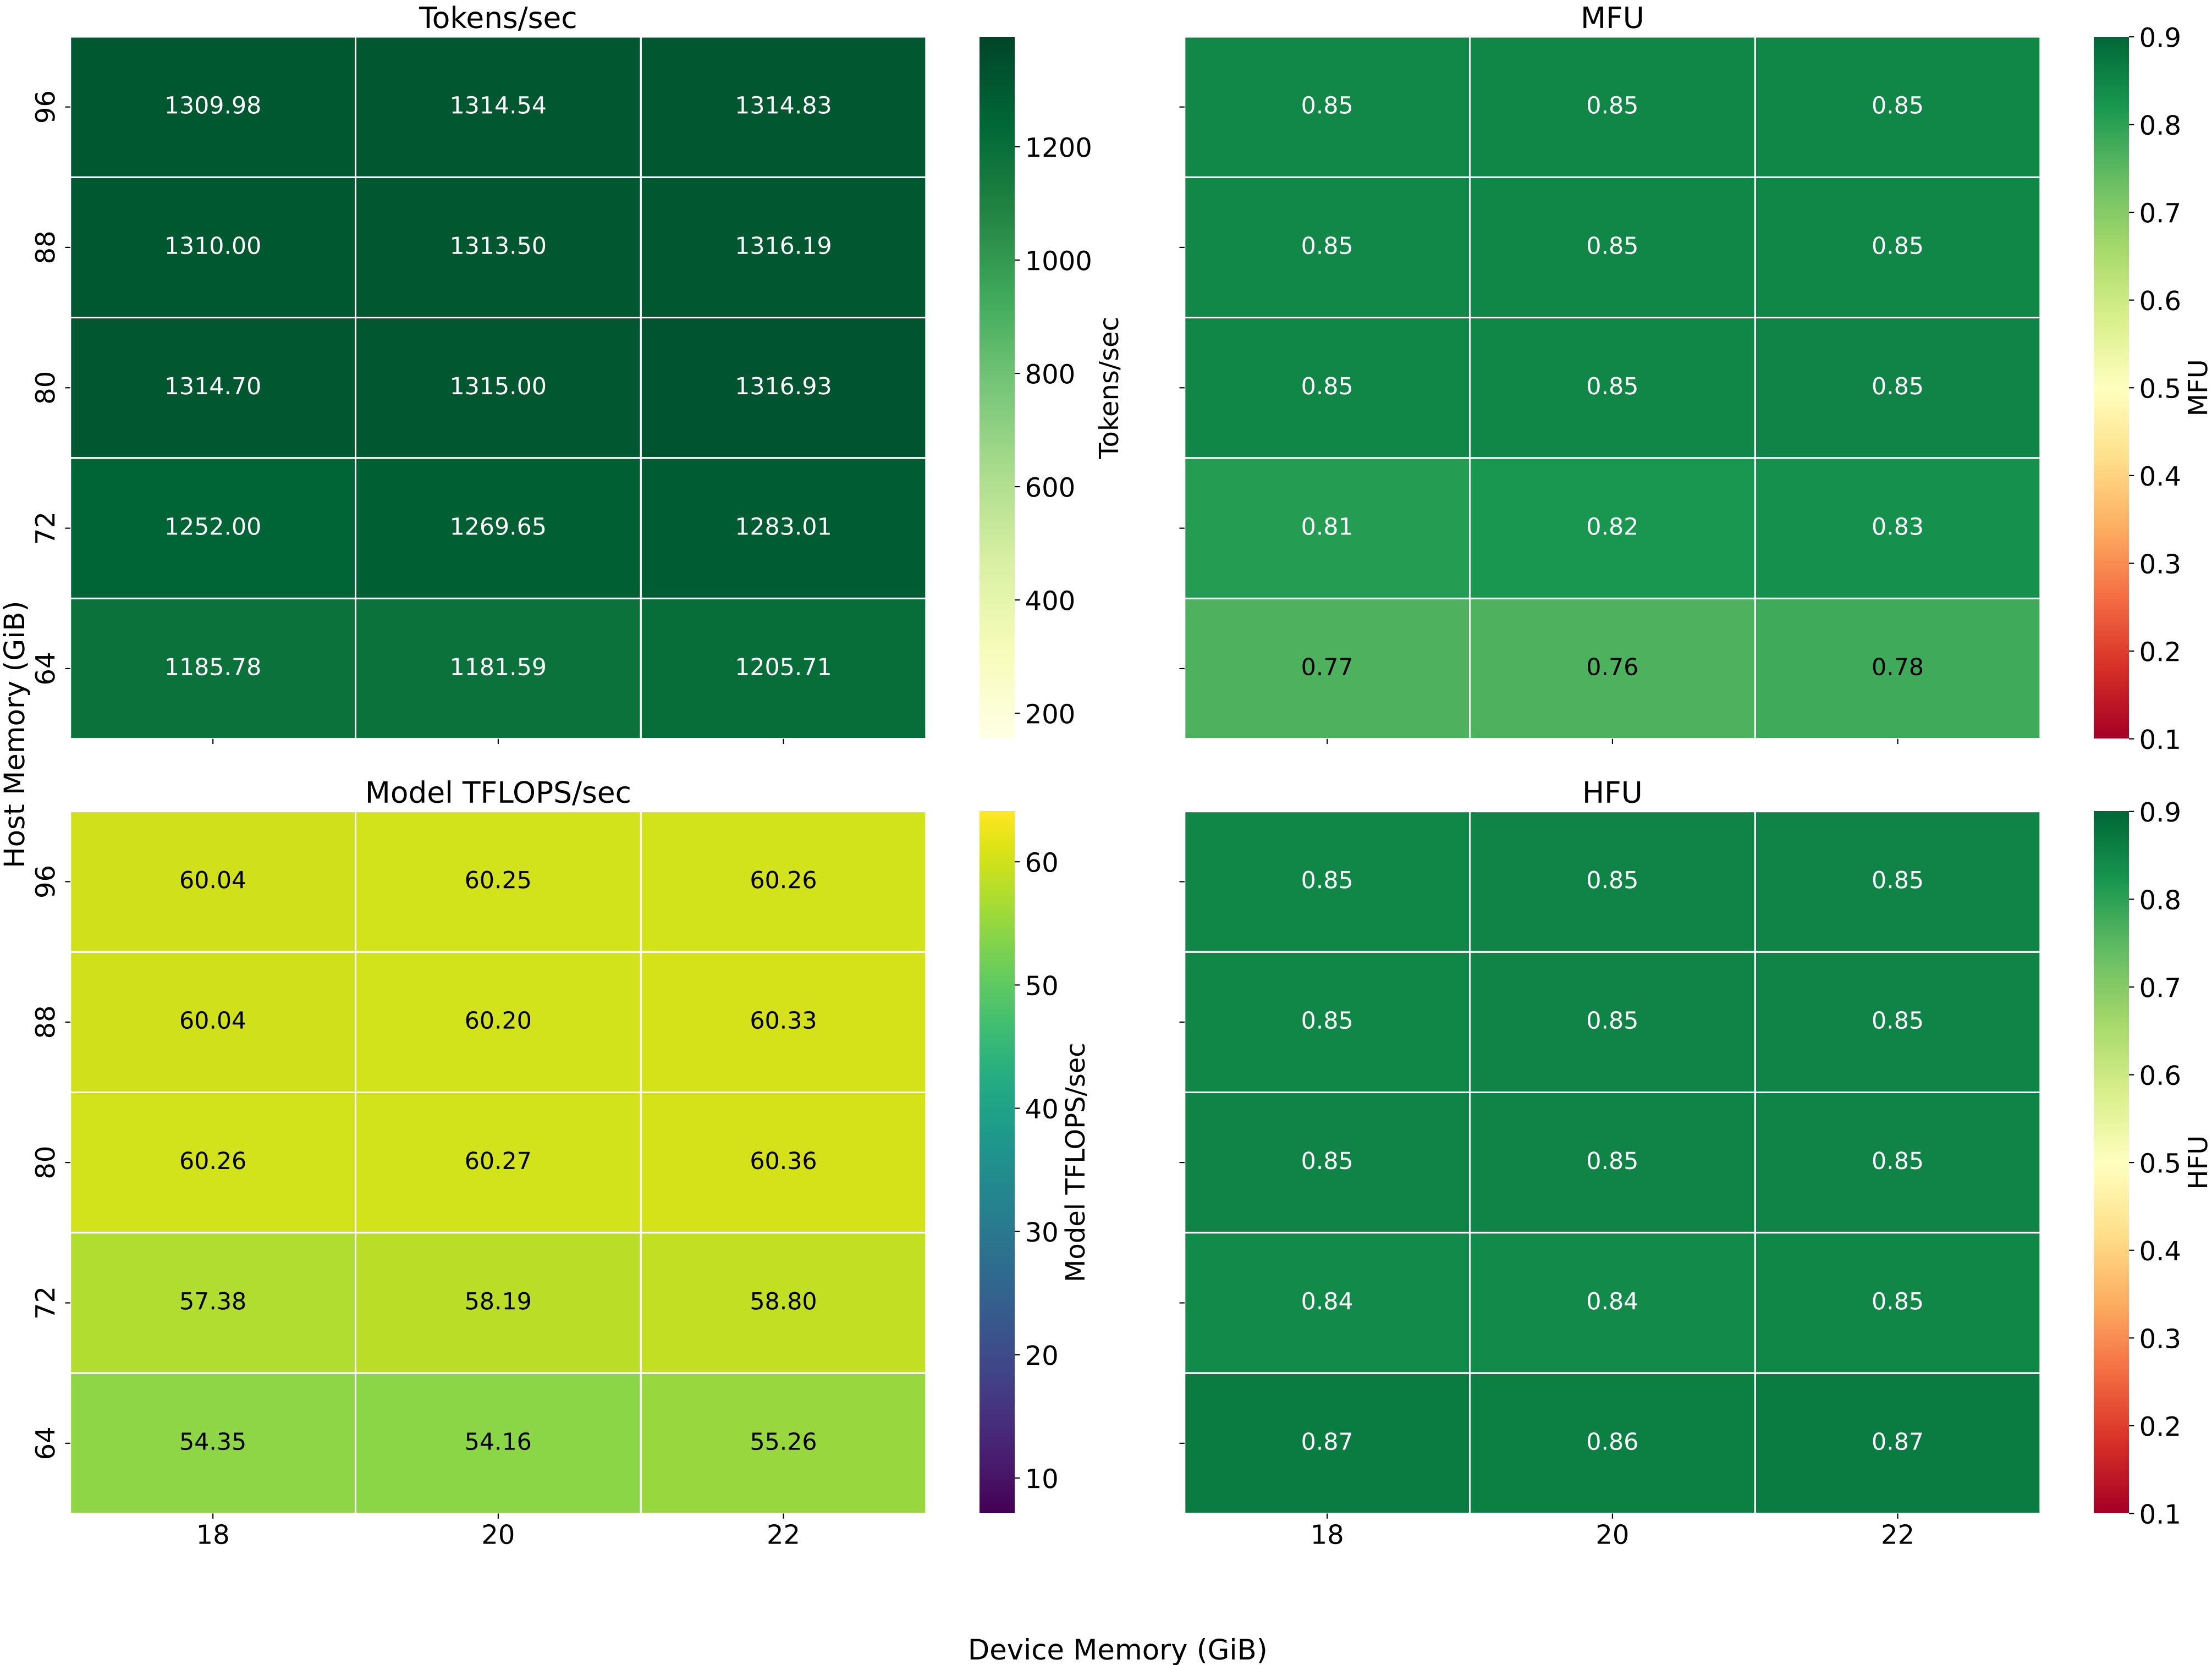 Tokens/sec
96
1309.98 1314.54 1314.83
88
1310.00 1313.50 1316.19
80
1314.70 1315.00 1316.93
72
1252.00 1269.65 1283.01
64
1185.78 1181.59 1205.71
1200
1000
800
600
400
200
Tokens/sec
MFU
0.85 0.85 0.85
0.85 0.85 0.85
0.85 0.85 0.85
0.81 0.82 0.83
0.77 0.76 0.78
0.9
0.8
0.7
0.6
0.5
0.4
0.3
0.2
0.1
MFU
Host Memory (GiB)
Model TFLOPS/sec
96
60.04 60.25 60.26
88
60.04 60.20 60.33
80
60.26 60.27 60.36
72
57.38 58.19 58.80
64
54.35 54.16 55.26
18 20 22
60
50
40
30
20
10
Model TFLOPS/sec
HFU
0.85 0.85 0.85
0.85 0.85 0.85
0.85 0.85 0.85
0.84 0.84 0.85
0.87 0.86 0.87
18 20 22
0.9
0.8
0.7
0.6
0.5
0.4
0.3
0.2
0.1
HFU
Device Memory (GiB)